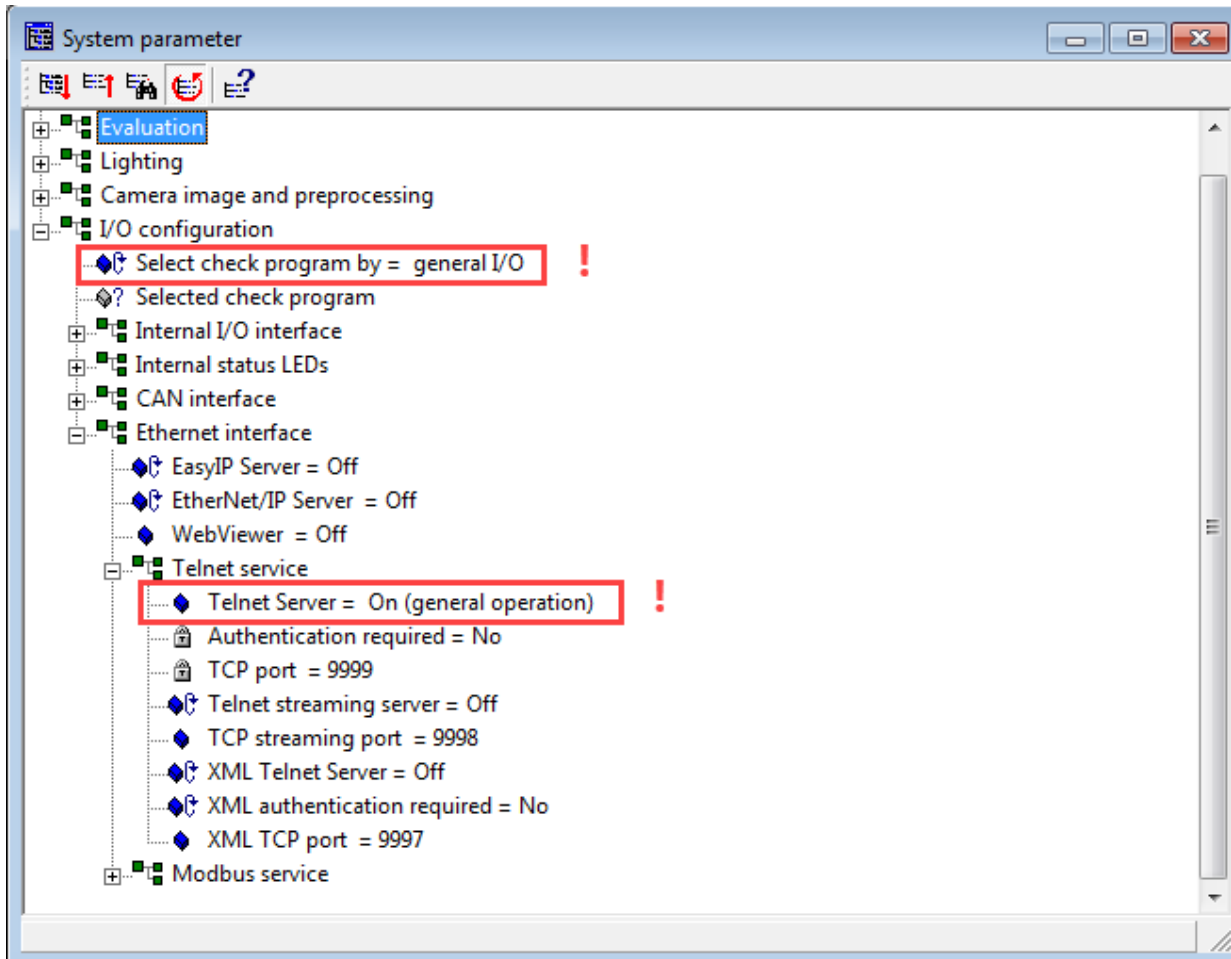 System parameter
Evaluation
Lighting
Camera image and preprocessing
I/O configuration
Select check program by = general I/O !
? Selected check program
Internal I/O interface
Internal status LEDs
CAN interface
Ethernet interface
EasyIP Server = Off
EtherNet/IP Server = Off
WebViewer = Off
Telnet service
Telnet Server = On (general operation) !
Authentication required = No
TCP port = 9999
Telnet streaming server = Off
TCP streaming port = 9998
XML Telnet Server = Off
XML authentication required = No
XML TCP port = 9997
Modbus service